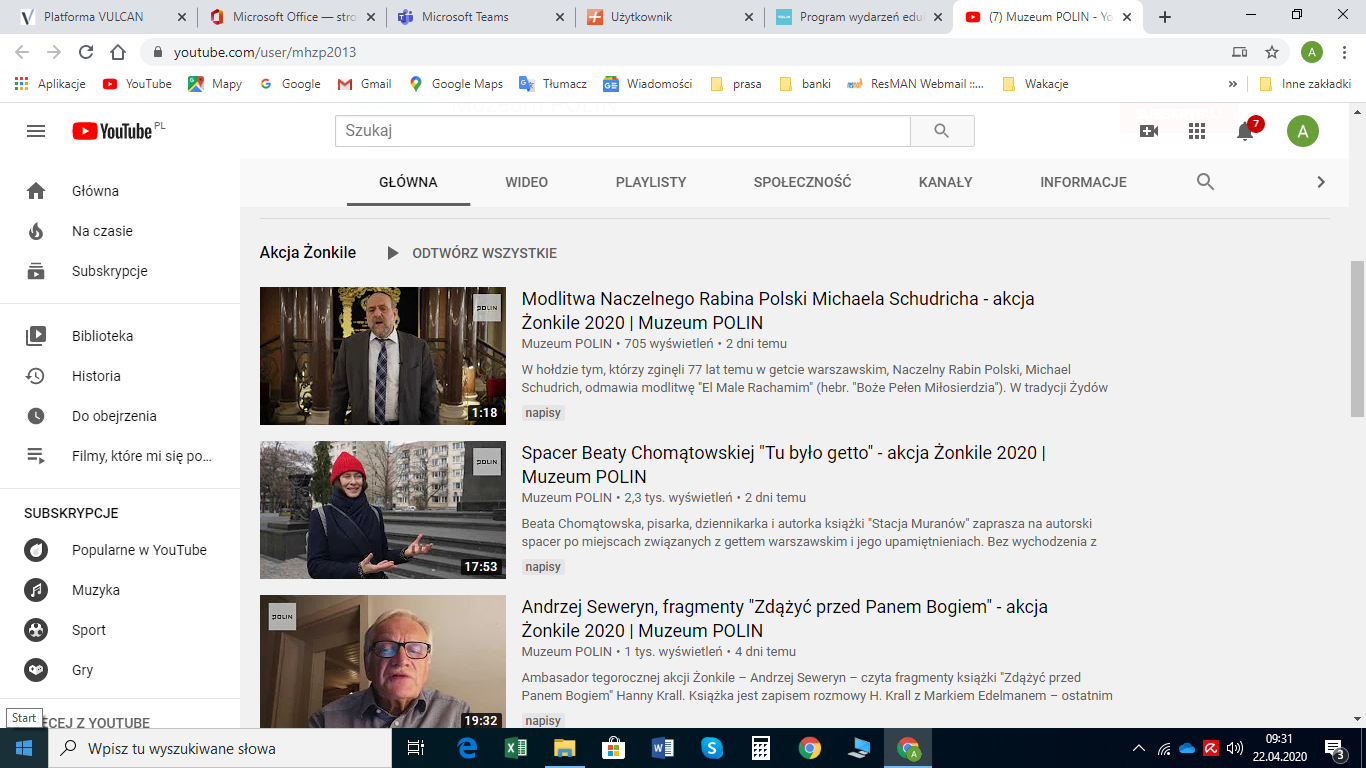 Platforma VULCAN
Microsoft Office — stro
Microsoft Teams
Użytkownik
Program wydarzeń edu
(7) Muzeum POLIN - Yo
youtube.com/user/mhzp2013
A
Aplikacje
YouTube
Mapy
Google
Gmail
Google Maps
Tłumacz
Wiadomości
prasa
banki
ResMAN Webmail ::...
Wakacje
»
Inne zakładki
YouTube PL
Szukaj
7
A
Główna
Na czasie
Subskrypcje
Biblioteka
Historia
Do obejrzenia
Filmy, które mi się po...
SUBSKRYPCJE
Popularne w YouTube
Muzyka
Sport
Gry
ĘCEJ Z YOUTUBE
Start
GŁÓWNA
WIDEO
PLAYLISTY
SPOŁECZNOŚĆ
KANAŁY
INFORMACJE
Akcja Żonkile
ODTWÓRZ WSZYSTKIE
POLIN
1:18
Modlitwa Naczelnego Rabina Polski Michaela Schudricha - akcja
Żonkile 2020 | Muzeum POLIN
Muzeum POLIN • 705 wyświetleń • 2 dni temu
W hołdzie tym, którzy zginęli 77 lat temu w getcie warszawskim, Naczelny Rabin Polski, Michael
Schudrich, odmawia modlitwę "El Male Rachamim" (hebr. "Boże Pełen Miłosierdzia"). W tradycji Żydów
napisy
POLIN
17:53
Spacer Beaty Chomątowskiej "Tu było getto" - akcja Żonkile 2020 |
Muzeum POLIN
Muzeum POLIN • 2,3 tys. wyświetleń • 2 dni temu
Beata Chomątowska, pisarka, dziennikarka i autorka książki "Stacja Muranów" zaprasza na autorski
spacer po miejscach związanych z gettem warszawskim i jego upamiętnieniach. Bez wychodzenia z
napisy
POLIN
19:32
Andrzej Seweryn, fragmenty "Zdążyć przed Panem Bogiem" - akcja
Żonkile 2020 | Muzeum POLIN
Muzeum POLIN • 1 tys. wyświetleń • 4 dni temu
Ambasador tegorocznej akcji Żonkile – Andrzej Seweryn – czyta fragmenty książki "Zdążyć przed
Panem Bogiem" Hanny Krall. Książka jest zapisem rozmowy H. Krall z Markiem Edelmanem – ostatnim
napisy
Wpisz tu wyszukiwane słowa
09:31
22.04.2020
3